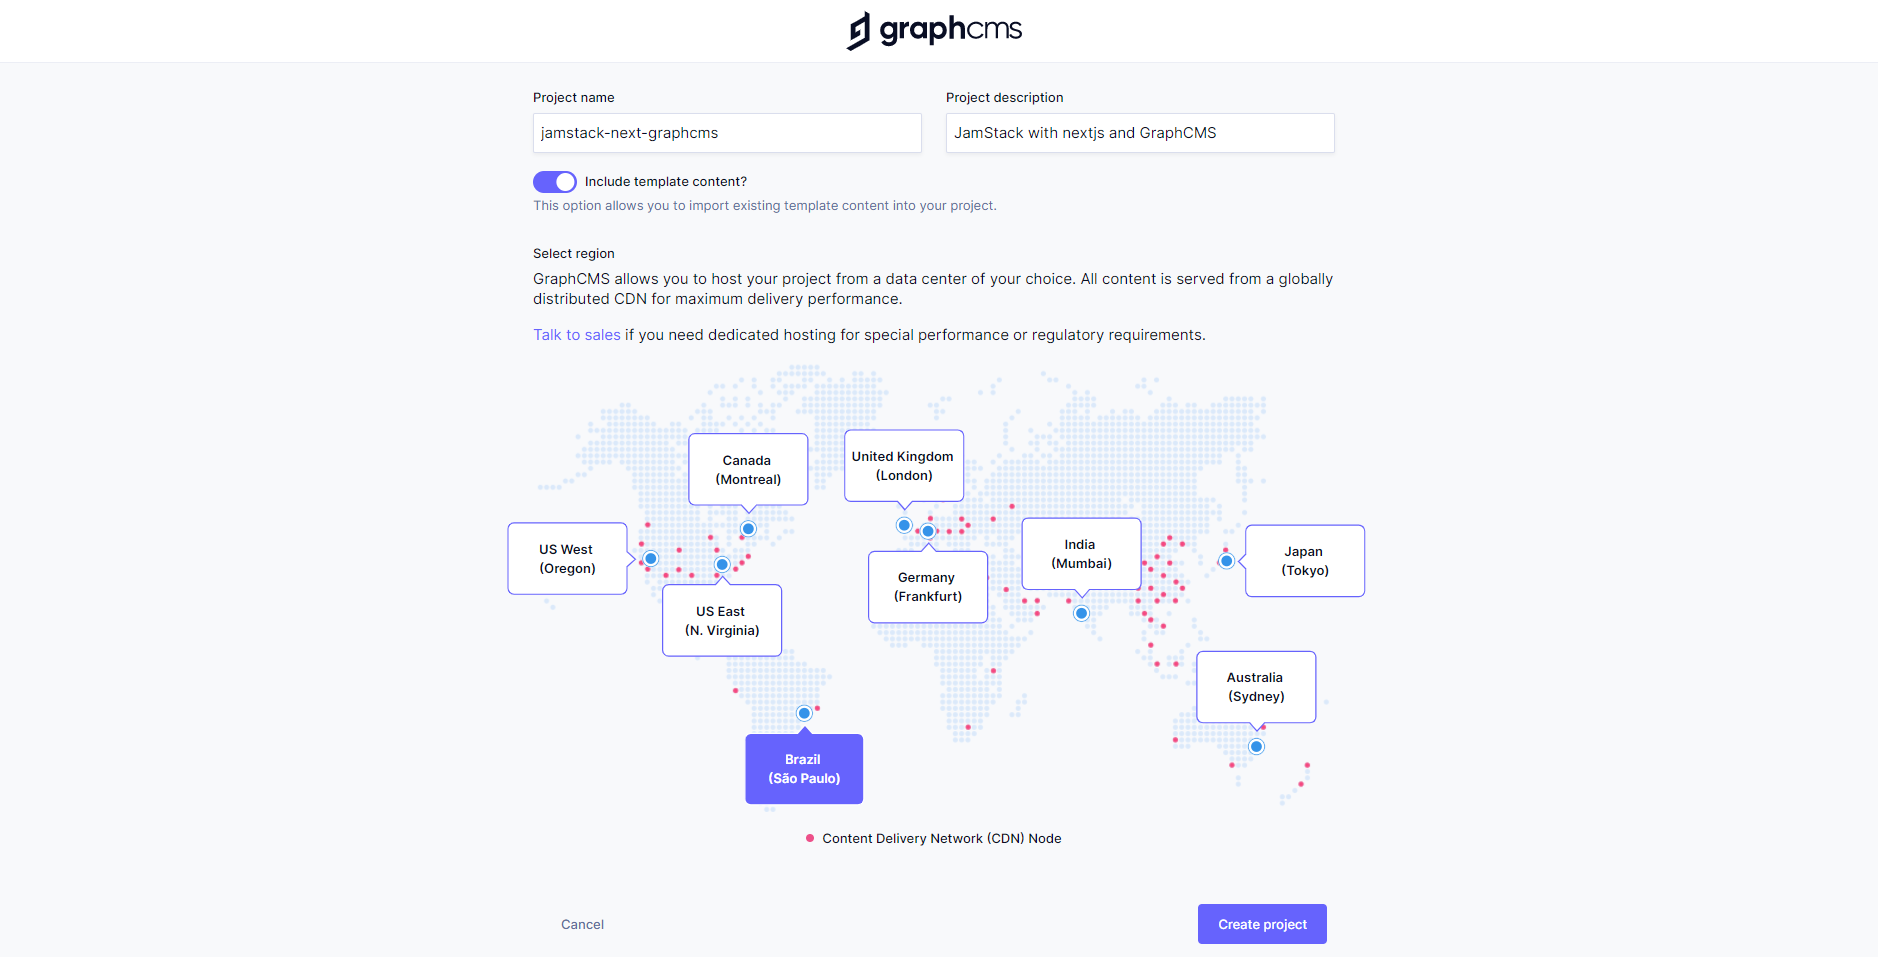 graphcms
Project name
Project description
jamstack-next-graphcms
JamStack with nextjs and GraphCMS
Include template content?
This option allows you to import existing template content into your project.
Select region
GraphCMS allows you to host your project from a data center of your choice. All content is served from a globally
distributed CDN for maximum delivery performance.
Talk to sales if you need dedicated hosting for special performance or regulatory requirements.
Canada
(Montreal)
United Kingdom
(London)
US West
(Oregon)
India
(Mumbai)
Japan
(Tokyo)
Germany
(Frankfurt)
US East
(N. Virginia)
Australia
(Sydney)
Brazil
(São Paulo)
Content Delivery Network (CDN) Node
Cancel
Create project